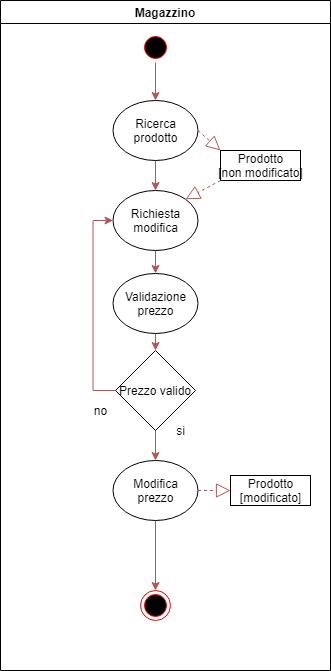 Magazzino
Ricerca
prodotto
Prodotto
[non modificato]
Richiesta
modifica
Validazione
prezzo
Prezzo valido
no
si
Modifica
prezzo
Prodotto
[modificato]